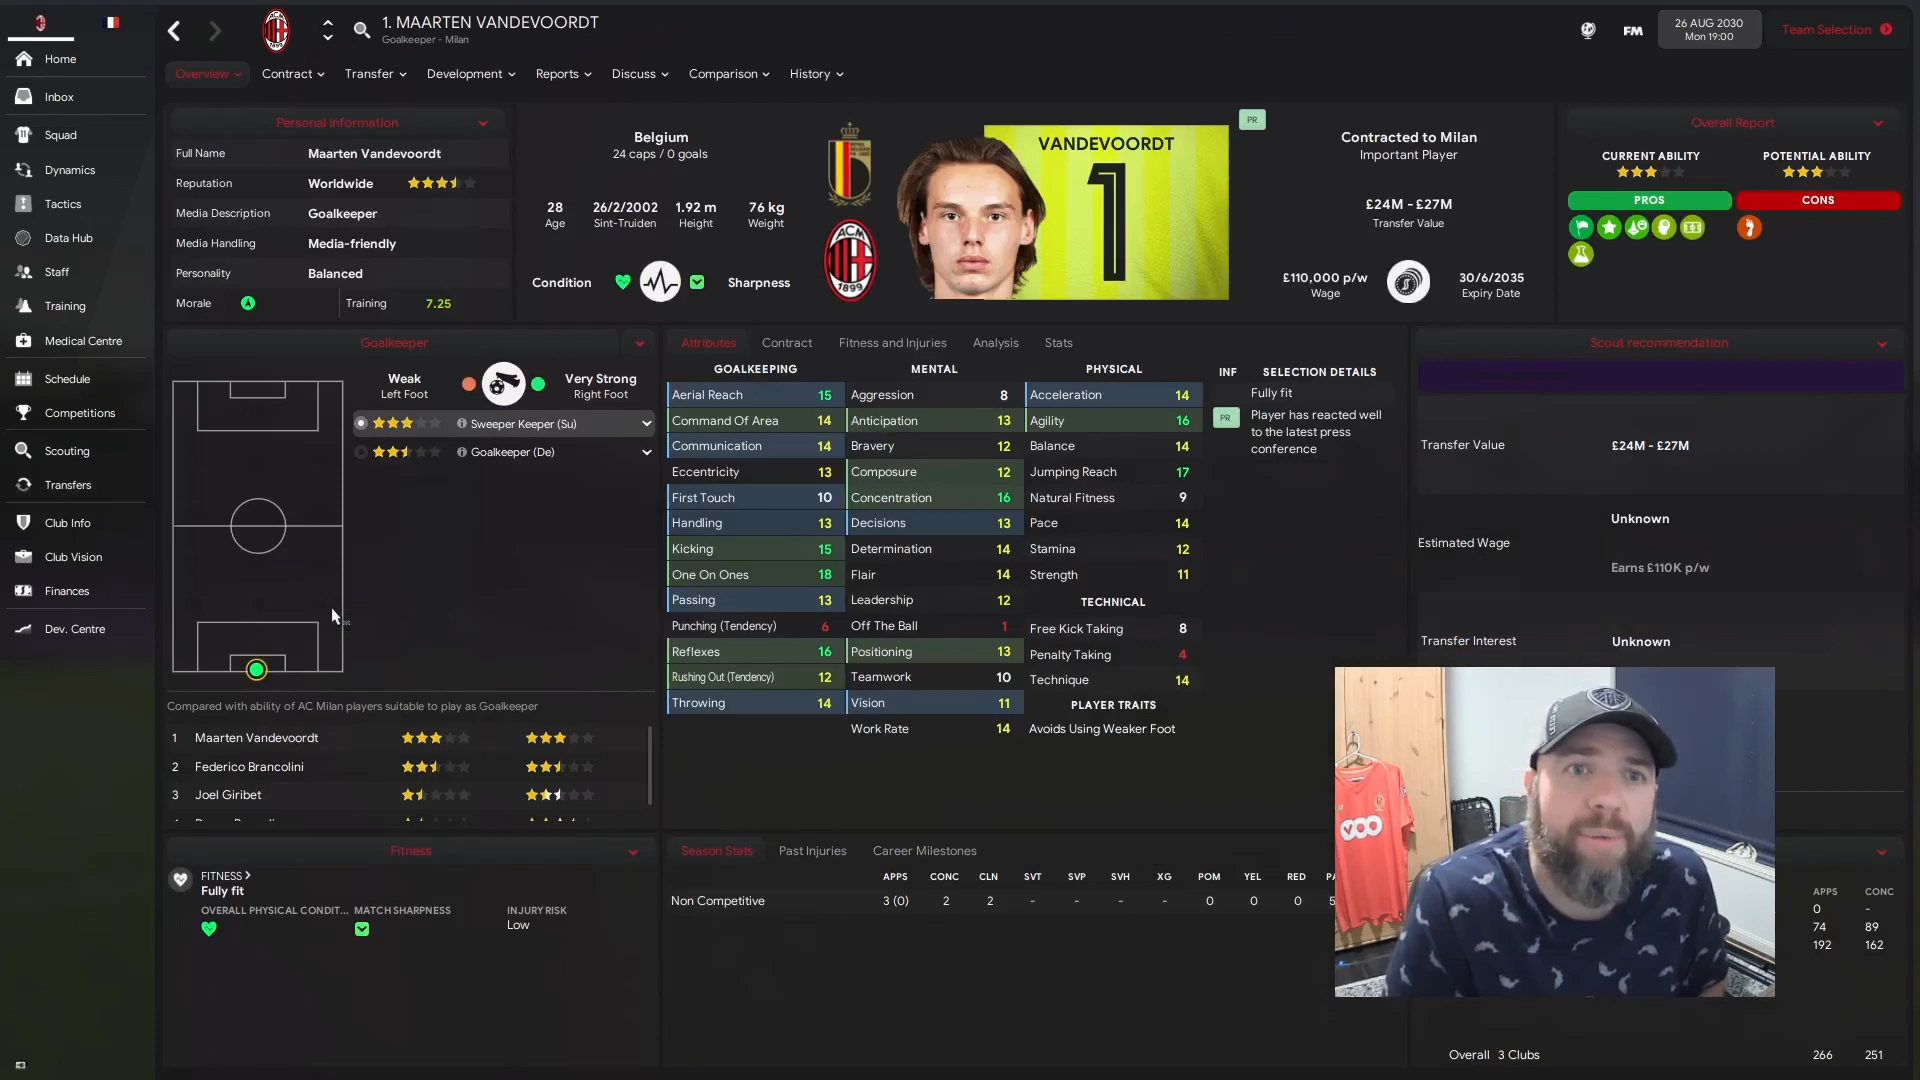 1. MAARTEN VANDEVOORDT
Goalkeeper - Milan
FM
26 AUG 2030
Mon 19:00
Team Selection
Home
Inbox
Squad
Dynamics
Tactics
Data Hub
Staff
Training
Medical Centre
Schedule
Competitions
Scouting
Transfers
Club Info
Club Vision
Finances
Dev. Centre
Overview
Contract
Transfer
Development
Reports
Discuss
Comparison
History
Personal Information
Full Name Maarten Vandevoordt
Reputation Worldwide
Media Description Goalkeeper
Media Handling Media-friendly
Personality Balanced
Morale
Training 7.25
Belgium
24 caps / 0 goals
28 26/2/2002 1.92 m 76 kg
Age Sint-Truiden Height Weight
Condition
Sharpness
ACM
1899
VANDEVOORDT
1
PR
Contracted to Milan
Important Player
£24M - £27M
Transfer Value
£110,000 p/w
Wage
30/6/2035
Expiry Date
Overall Report
CURRENT ABILITY POTENTIAL ABILITY
PROS CONS
Goalkeeper
Weak
Left Foot
Very Strong
Right Foot
Sweeper Keeper (Su)
Goalkeeper (De)
Compared with ability of AC Milan players suitable to play as Goalkeeper
1 Maarten Vandevoordt
2 Federico Brancolini
3 Joel Giribet
Attributes
Contract
Fitness and Injuries
Analysis
Stats
GOALKEEPING
Aerial Reach 15
Command Of Area 14
Communication 14
Eccentricity 13
First Touch 10
Handling 13
Kicking 15
One On Ones 18
Passing 13
Punching (Tendency) 6
Reflexes 16
Rushing Out (Tendency) 12
Throwing 14
MENTAL
Aggression 8
Anticipation 13
Bravery 12
Composure 12
Concentration 16
Decisions 13
Determination 14
Flair 14
Leadership 12
Off The Ball 1
Positioning 13
Teamwork 10
Vision 11
Work Rate 14
PHYSICAL
Acceleration 14
Agility 16
Balance 14
Jumping Reach 17
Natural Fitness 9
Pace 14
Stamina 12
Strength 11
TECHNICAL
Free Kick Taking 8
Penalty Taking 4
Technique 14
PLAYER TRAITS
Avoids Using Weaker Foot
INF SELECTION DETAILS
Fully fit
PR Player has reacted well
to the latest press
conference
Scout recommendation
Transfer Value £24M - £27M
Estimated Wage
Unknown
Earns £110K p/w
Transfer Interest Unknown
Fitness
FITNESS
Fully fit
OVERALL PHYSICAL CONDIT... MATCH SHARPNESS INJURY RISK
Low
Season Stats
Past Injuries
Career Milestones
APPS CONC CLN SVT SVP SVH XG POM YEL RED
Non Competitive 3 (0) 2 2 - - - - - 0 0 0
VOO
APPS CONC
0 -
74 89
192 162
Overall 3 Clubs 266 251